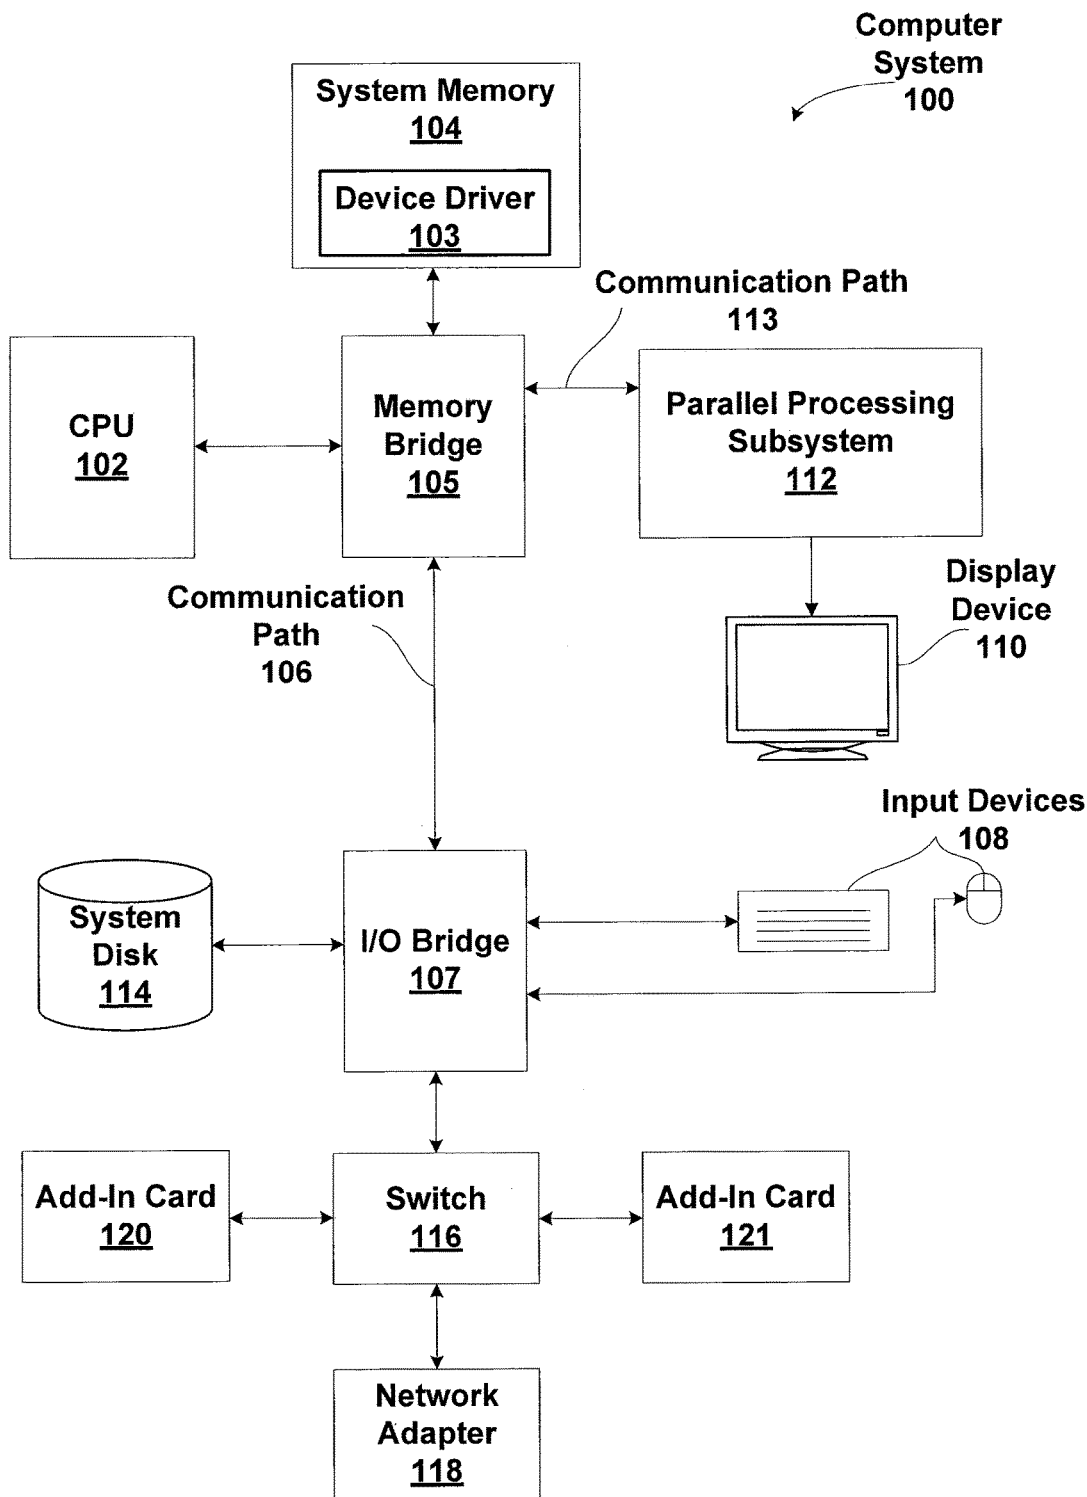 Computer
System
100
System Memory
104
Device Driver
103
Communication Path
113
CPU
102
Memory
Bridge
105
Parallel Processing
Subsystem
112
Communication
Path
106
Display
Device
110
Input Devices
108
System
Disk
114
I/O Bridge
107
Add-In Card
120
Switch
116
Add-In Card
121
Network
Adapter
118